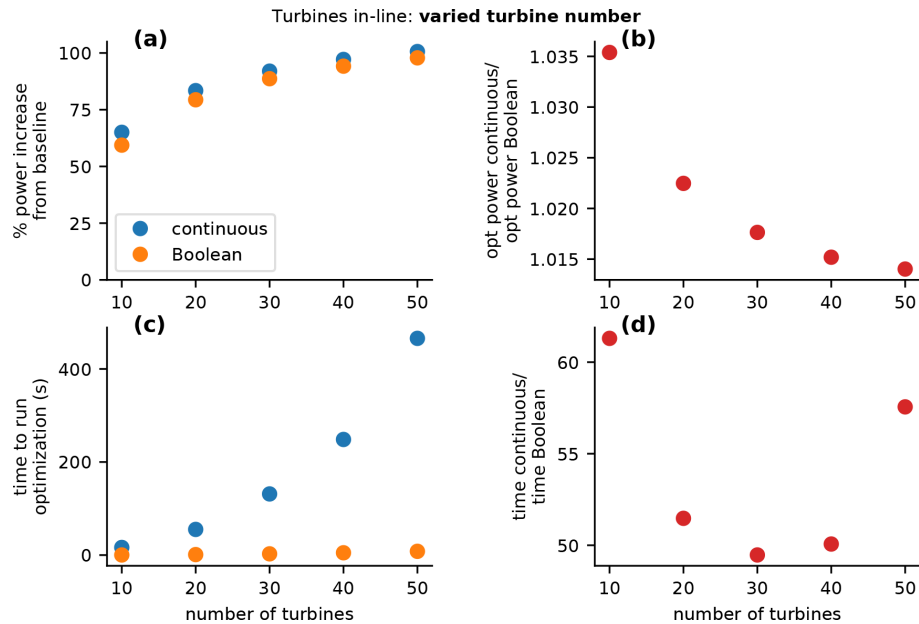 Turbines in-line: varied turbine number
(a)
100
75
50
25
0
% power increase
from baseline
continuous
Boolean
10 20 30 40 50
(b)
1.035
1.030
1.025
1.020
1.015
opt power continuous/
opt power Boolean
10 20 30 40 50
(c)
400
200
0
time to run
optimization (s)
10 20 30 40 50
number of turbines
(d)
60
55
50
time continuous/
time Boolean
10 20 30 40 50
number of turbines